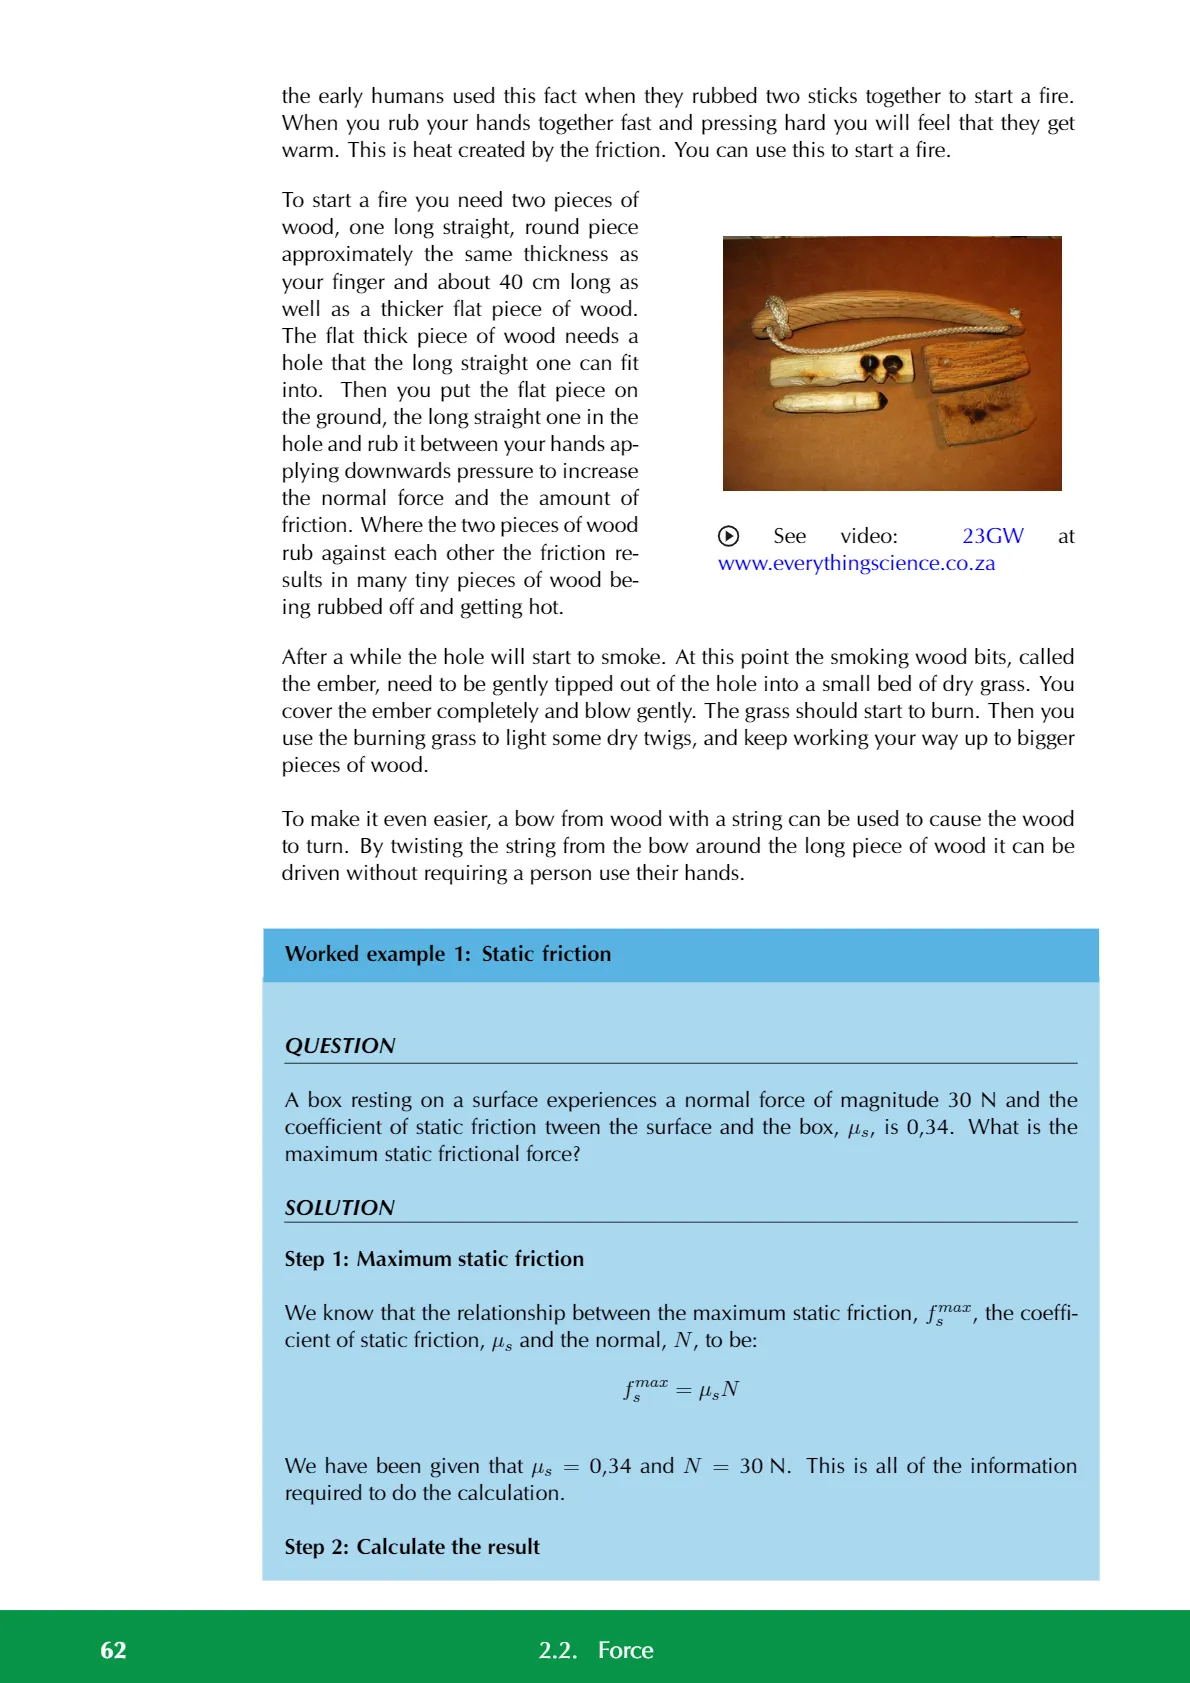 the early humans used this fact when they rubbed two sticks together to start a fire.
When you rub your hands together fast and pressing hard you will feel that they get
warm. This is heat created by the friction. You can use this to start a fire.
To start a fire you need two pieces of
wood, one long straight, round piece
approximately the same thickness as
your finger and about 40 cm long as
well as a thicker flat piece of wood.
The flat thick piece of wood needs a
hole that the long straight one can fit
into. Then you put the flat piece on
the ground, the long straight one in the
hole and rub it between your hands ap-
plying downwards pressure to increase
the normal force and the amount of
friction. Where the two pieces of wood
rub against each other the friction re-
sults in many tiny pieces of wood be-
ing rubbed off and getting hot.
See video: 23GW at
www.everythingscience.co.za
After a while the hole will start to smoke. At this point the smoking wood bits, called
the ember, need to be gently tipped out of the hole into a small bed of dry grass. You
cover the ember completely and blow gently. The grass should start to burn. Then you
use the burning grass to light some dry twigs, and keep working your way up to bigger
pieces of wood.
To make it even easier, a bow from wood with a string can be used to cause the wood
to turn. By twisting the string from the bow around the long piece of wood it can be
driven without requiring a person use their hands.
Worked example 1: Static friction
QUESTION
A box resting on a surface experiences a normal force of magnitude 30 N and the
coefficient of static friction tween the surface and the box, μₛ, is 0,34. What is the
maximum static frictional force?
SOLUTION
Step 1: Maximum static friction
We know that the relationship between the maximum static friction, $f_s^{max}$, the coeffi-
cient of static friction, μₛ and the normal, N, to be:
$f_s^{max} = \mu_s N$
We have been given that μₛ = 0,34 and N = 30 N. This is all of the information
required to do the calculation.
Step 2: Calculate the result
62 2.2. Force